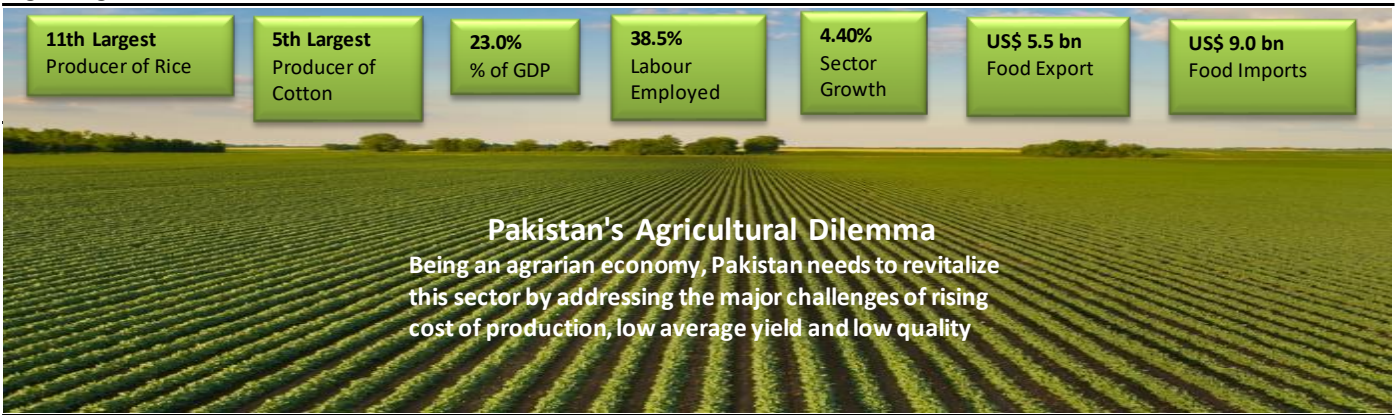 11th Largest
Producer of Rice
5th Largest
Producer of
Cotton
23.0%
% of GDP
38.5%
Labour
Employed
4.40%
Sector
Growth
US$ 5.5 bn
Food Export
US$ 9.0 bn
Food Imports
Pakistan's Agricultural Dilemma
Being an agrarian economy, Pakistan needs to revitalize
this sector by addressing the major challenges of rising
cost of production, low average yield and low quality